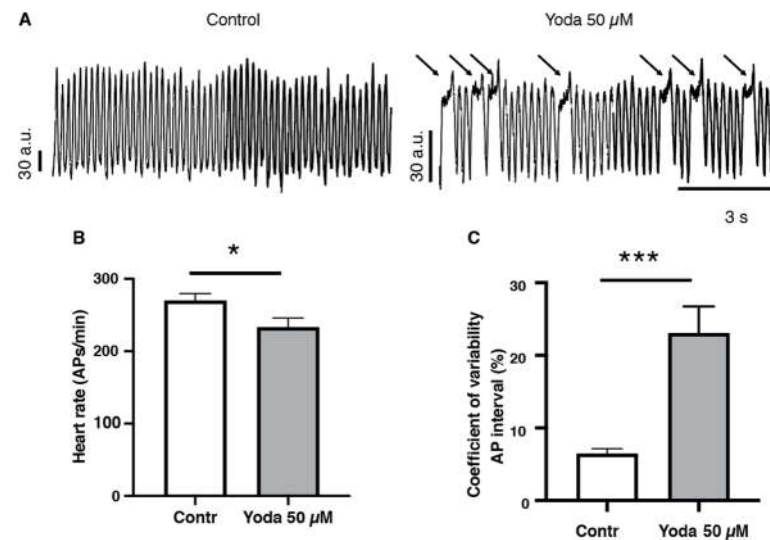 A
Control
Yoda 50 µM
30 a.u.
30 a.u.
3 s
B
*
Heart rate (APs/min)
300
200
100
0
Contr
Yoda 50 µM
C
***
Coefficient of variability
AP interval (%)
30
20
10
0
Contr
Yoda 50 µM